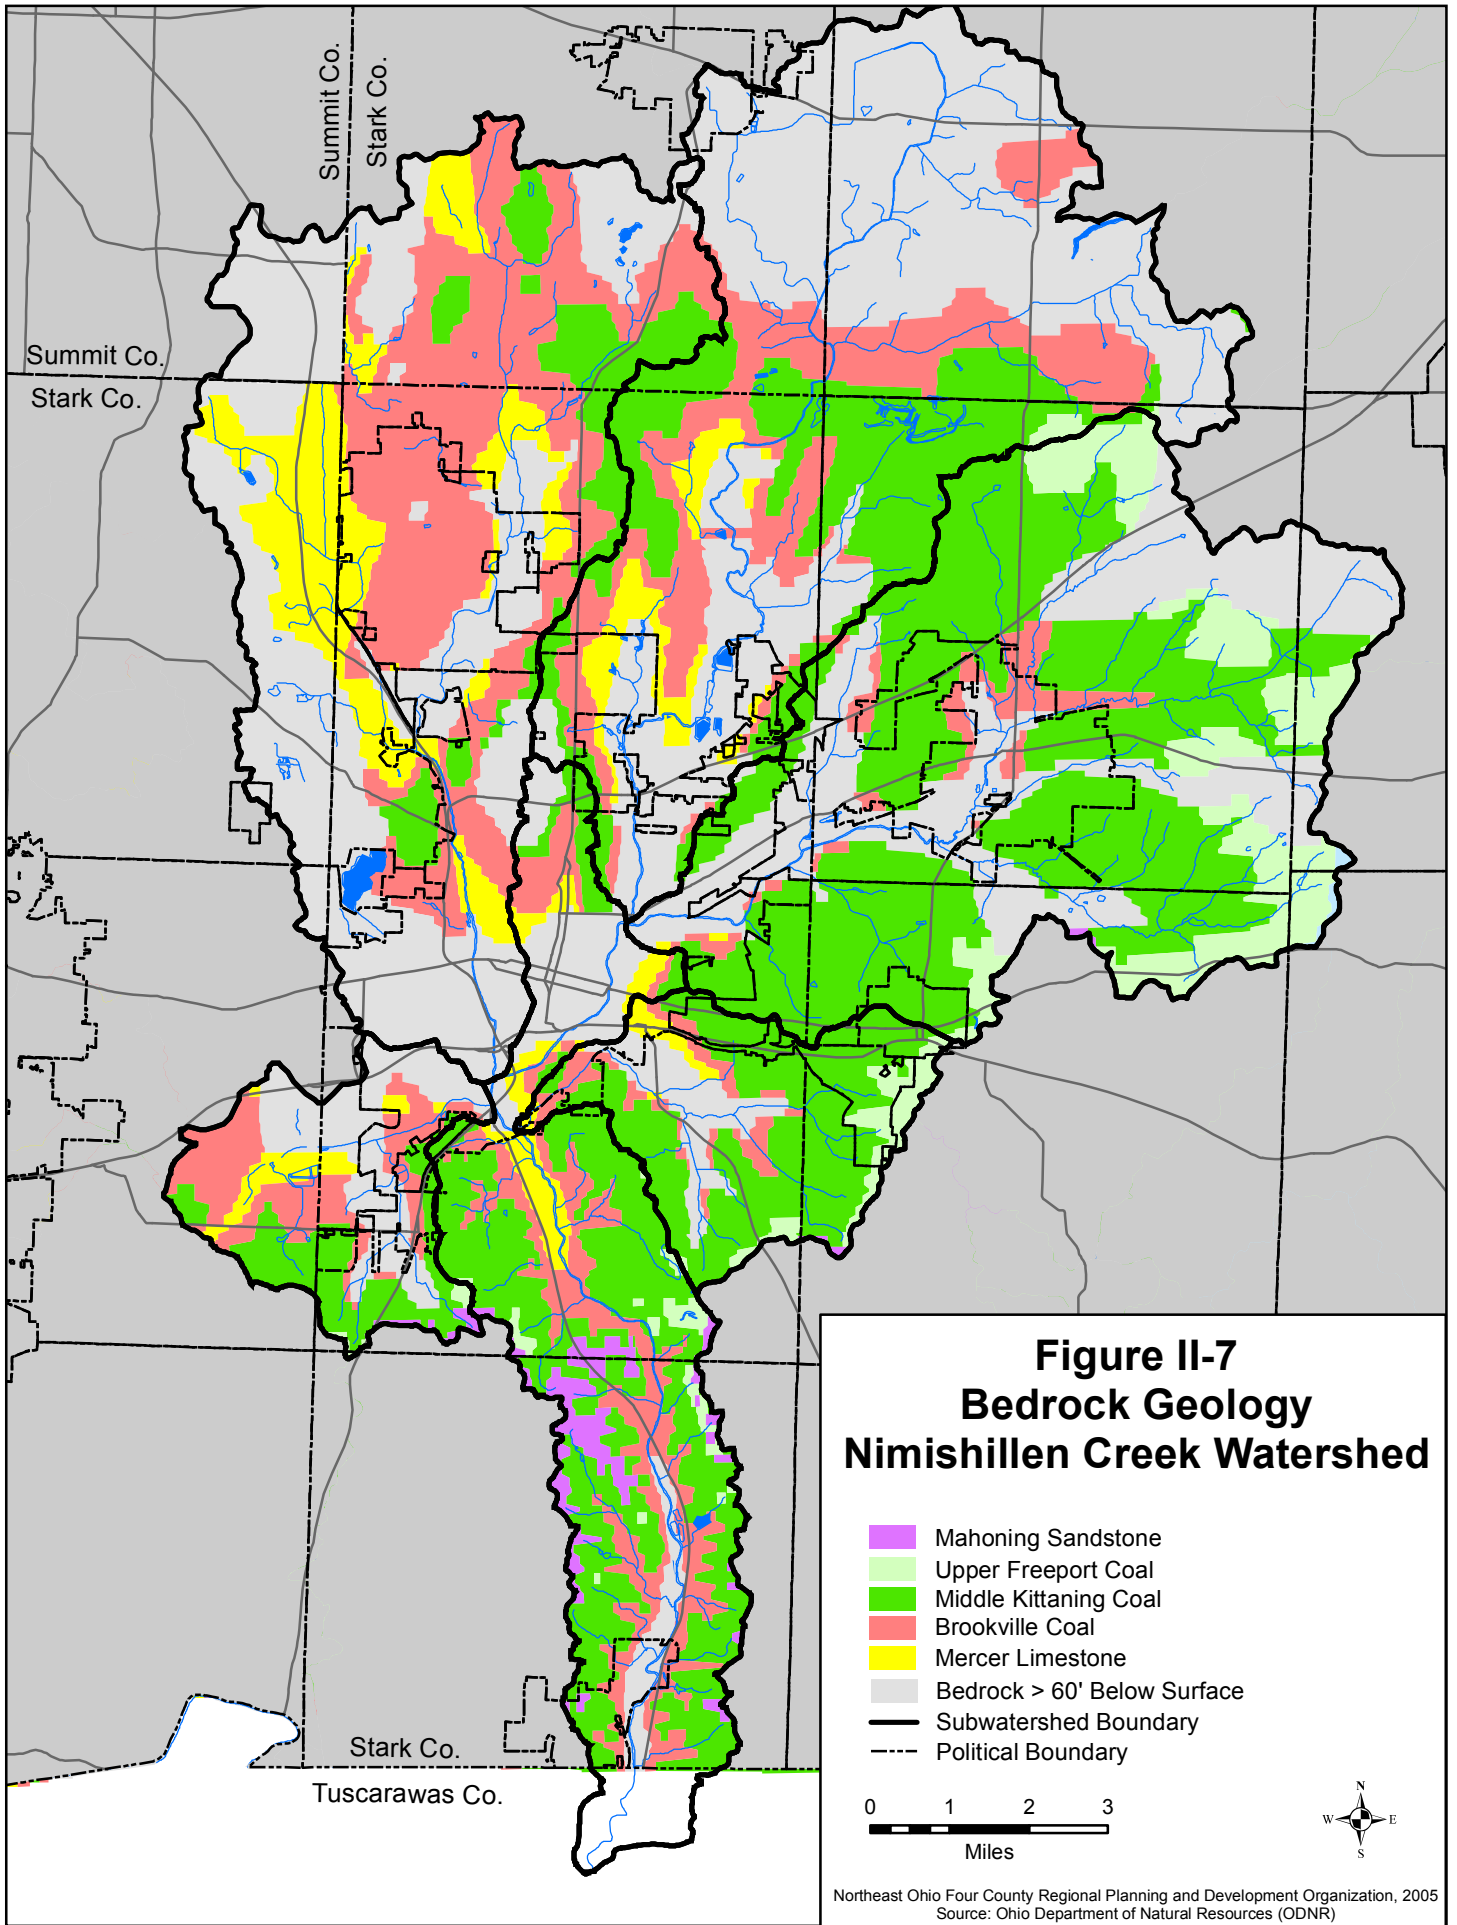 Summit Co.
Stark Co.
Summit Co.
Stark Co.
Stark Co.
Tuscarawas Co.
Figure II-7
Bedrock Geology
Nimishillen Creek Watershed
Mahoning Sandstone
Upper Freeport Coal
Middle Kittaning Coal
Brookville Coal
Mercer Limestone
Bedrock > 60' Below Surface
Subwatershed Boundary
Political Boundary
0 1 2 3
Miles
N
W E
S
Northeast Ohio Four County Regional Planning and Development Organization, 2005
Source: Ohio Department of Natural Resources (ODNR)